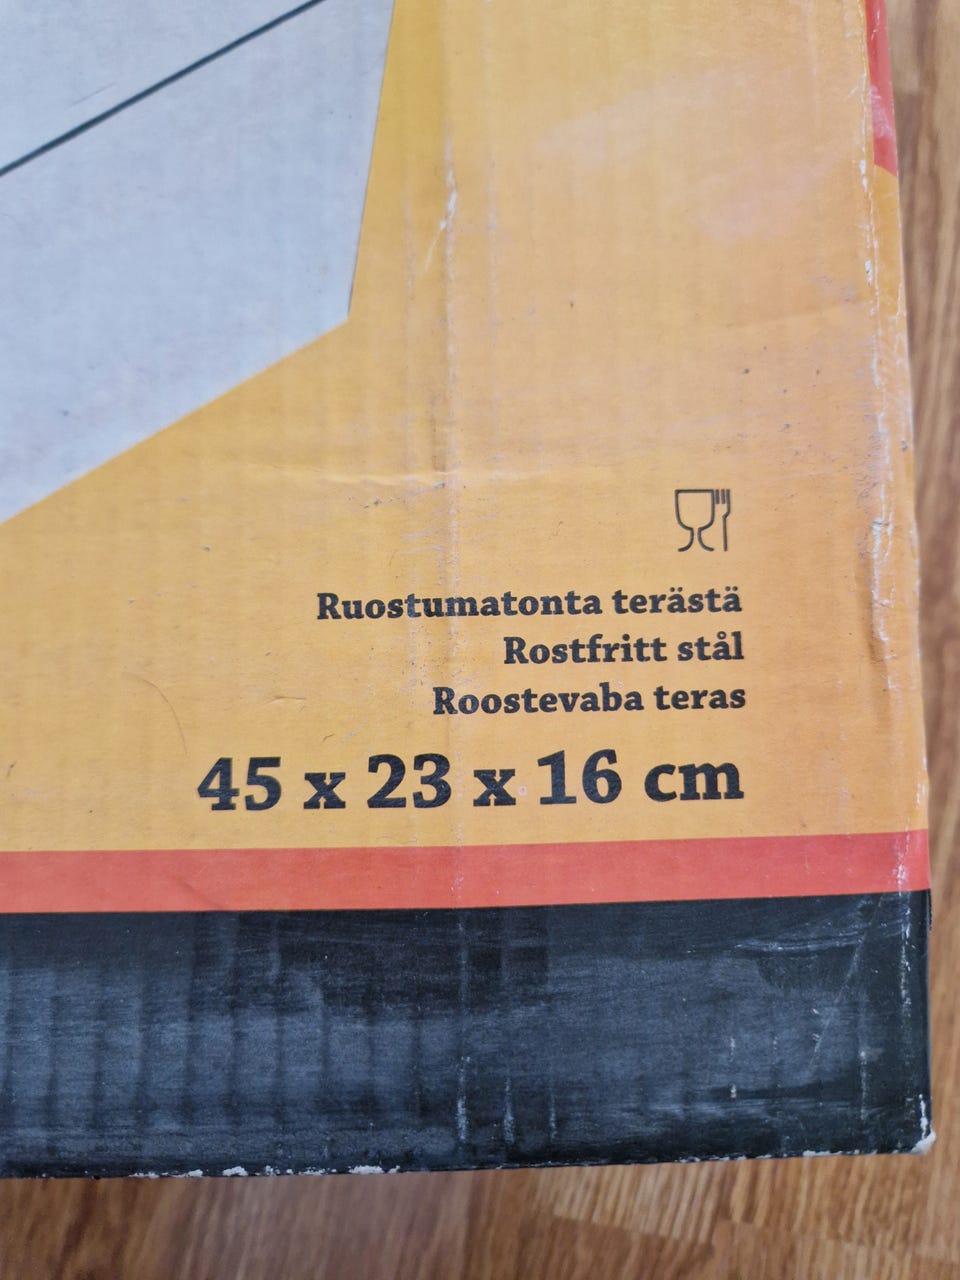 Ruostumatonta terästä
Rostfritt stål
Roostevaba teras
45 x 23 x 16 cm